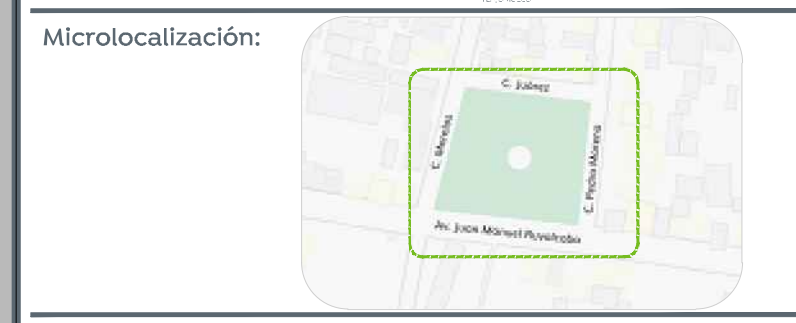 Microlocalización:
C. Juárez
C. Morelos
C. Pedro Moreno
Av. Juan Manuel Ruvalcaba